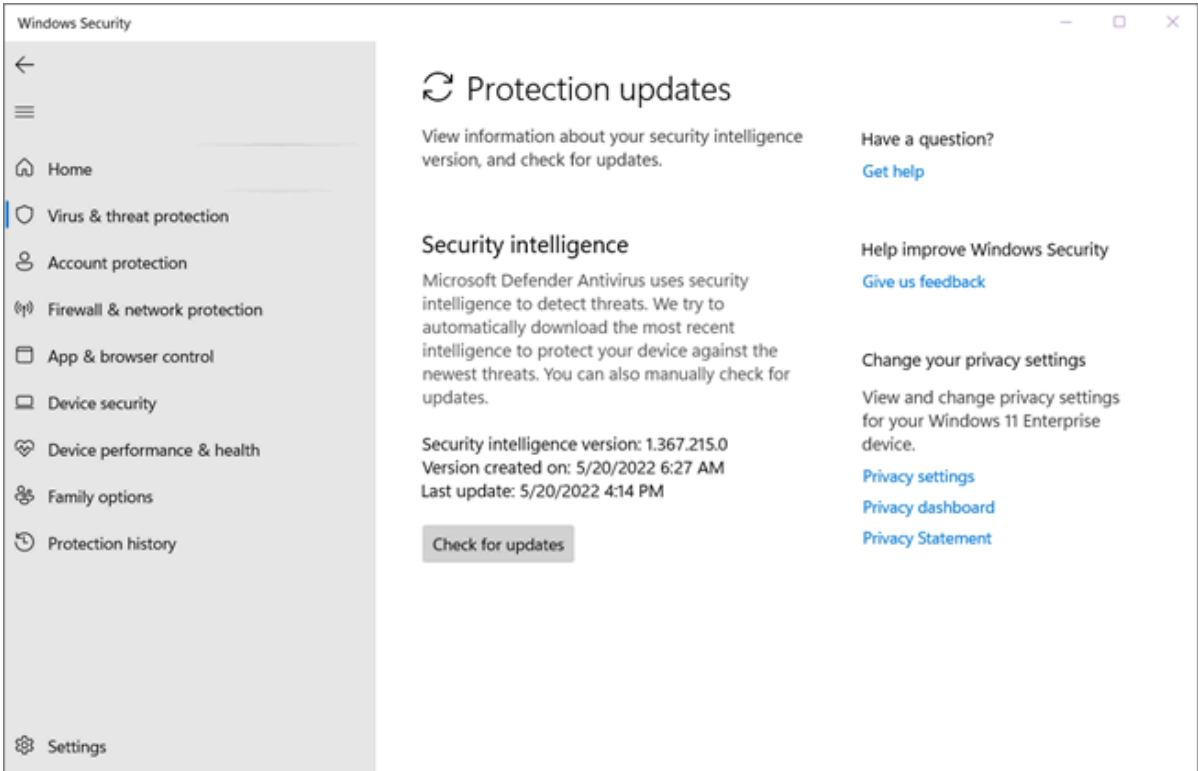 Windows Security
Home
Virus & threat protection
Account protection
Firewall & network protection
App & browser control
Device security
Device performance & health
Family options
Protection history
Settings
Protection updates
View information about your security intelligence
version, and check for updates.
Security intelligence
Microsoft Defender Antivirus uses security
intelligence to detect threats. We try to
automatically download the most recent
intelligence to protect your device against the
newest threats. You can also manually check for
updates.
Security intelligence version: 1.367.215.0
Version created on: 5/20/2022 6:27 AM
Last update: 5/20/2022 4:14 PM
Check for updates
Have a question?
Get help
Help improve Windows Security
Give us feedback
Change your privacy settings
View and change privacy settings
for your Windows 11 Enterprise
device.
Privacy settings
Privacy dashboard
Privacy Statement